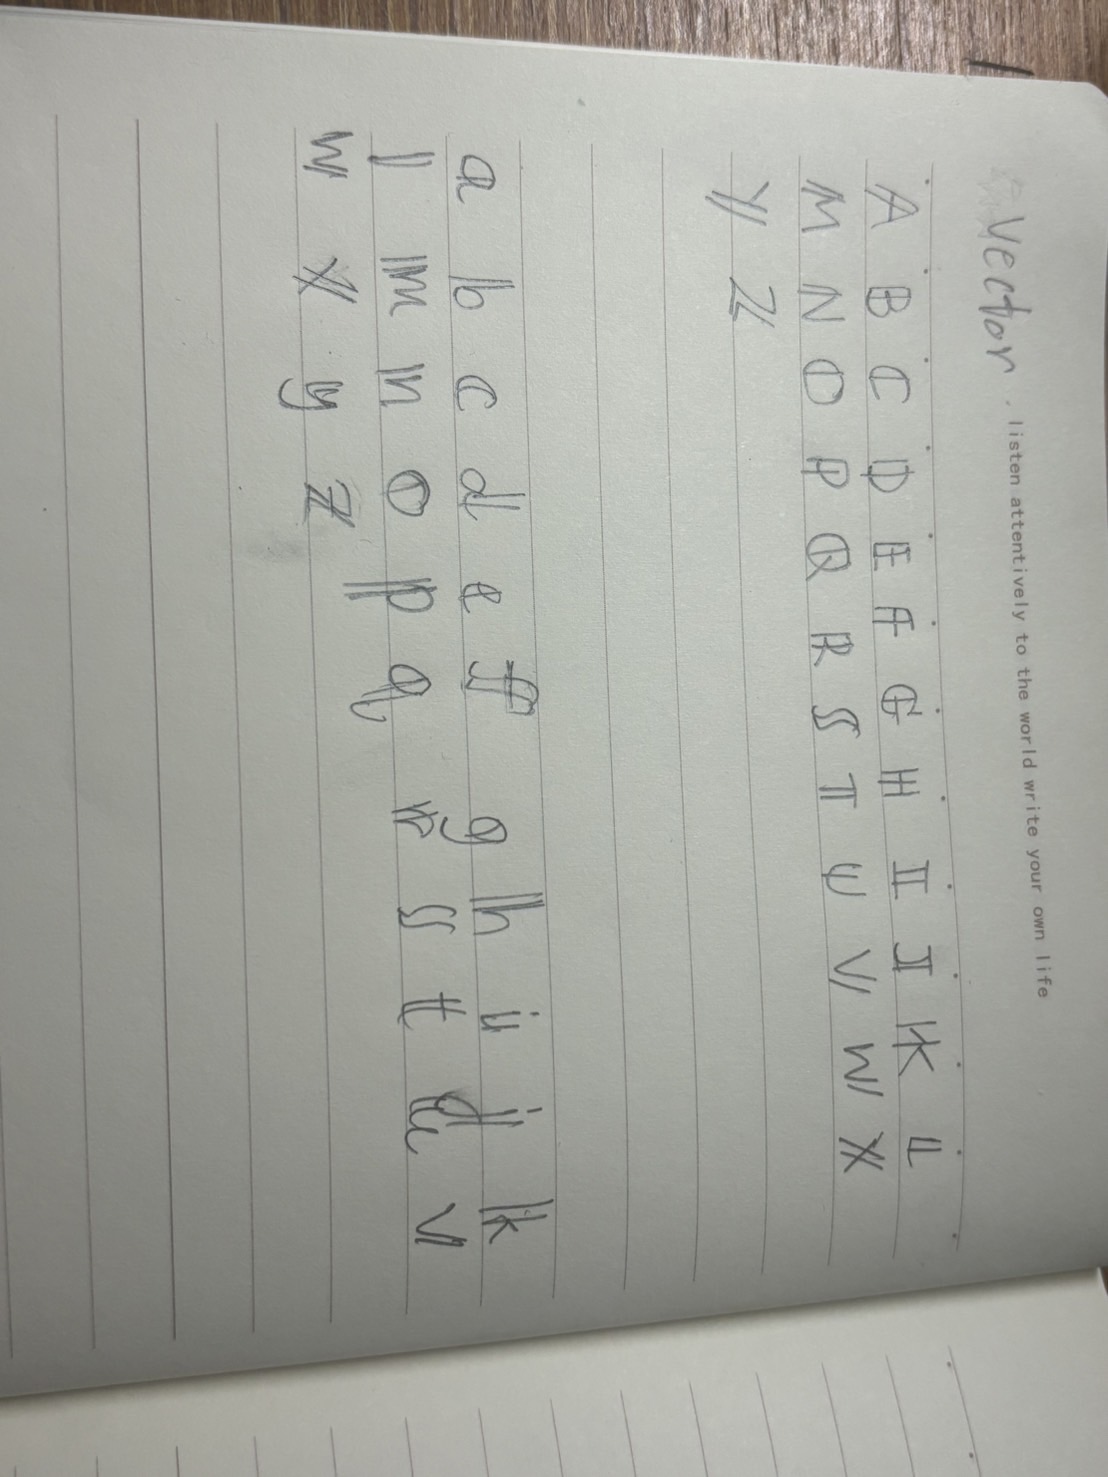 Vector. listen attentively to the world write your own life
𝔸 𝔹 ℂ 𝔻 𝔼 𝔽 𝔾 ℍ 𝕀 𝕁 𝕂 𝕃
𝕄 ℕ 𝕆 ℙ ℚ ℝ 𝕊 𝕋 𝕌 𝕍 𝕎 𝕏
𝕐 ℤ
𝕒 𝕓 𝕔 𝕕 𝕖 𝕗 𝕘 𝕙 𝕚 𝕛 𝕜
𝕝 𝕞 𝕟 𝕠 𝕡 𝕢 𝕣 𝕤 𝕥 𝕦 𝕧
𝕨 𝕩 𝕪 𝕫